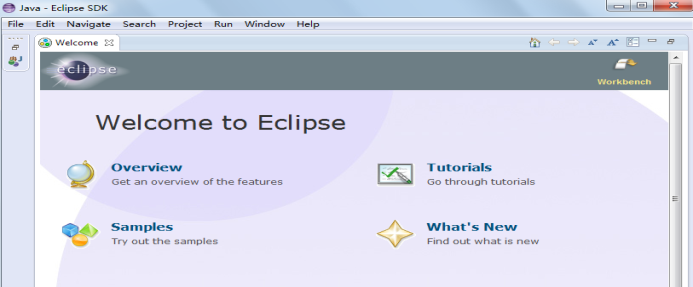 Java - Eclipse SDK
File Edit Navigate Search Project Run Window Help
Welcome
eclipse
Workbench
Welcome to Eclipse
Overview
Get an overview of the features
Tutorials
Go through tutorials
Samples
Try out the samples
What's New
Find out what is new